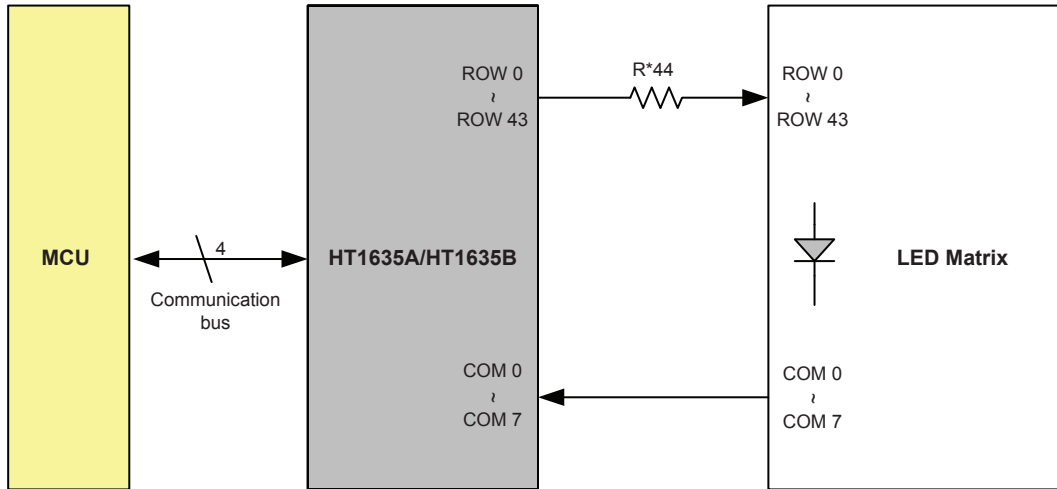 MCU
4
Communication
bus
HT1635A/HT1635B
ROW 0
~
ROW 43
COM 0
~
COM 7
R*44
ROW 0
~
ROW 43
LED Matrix
COM 0
~
COM 7